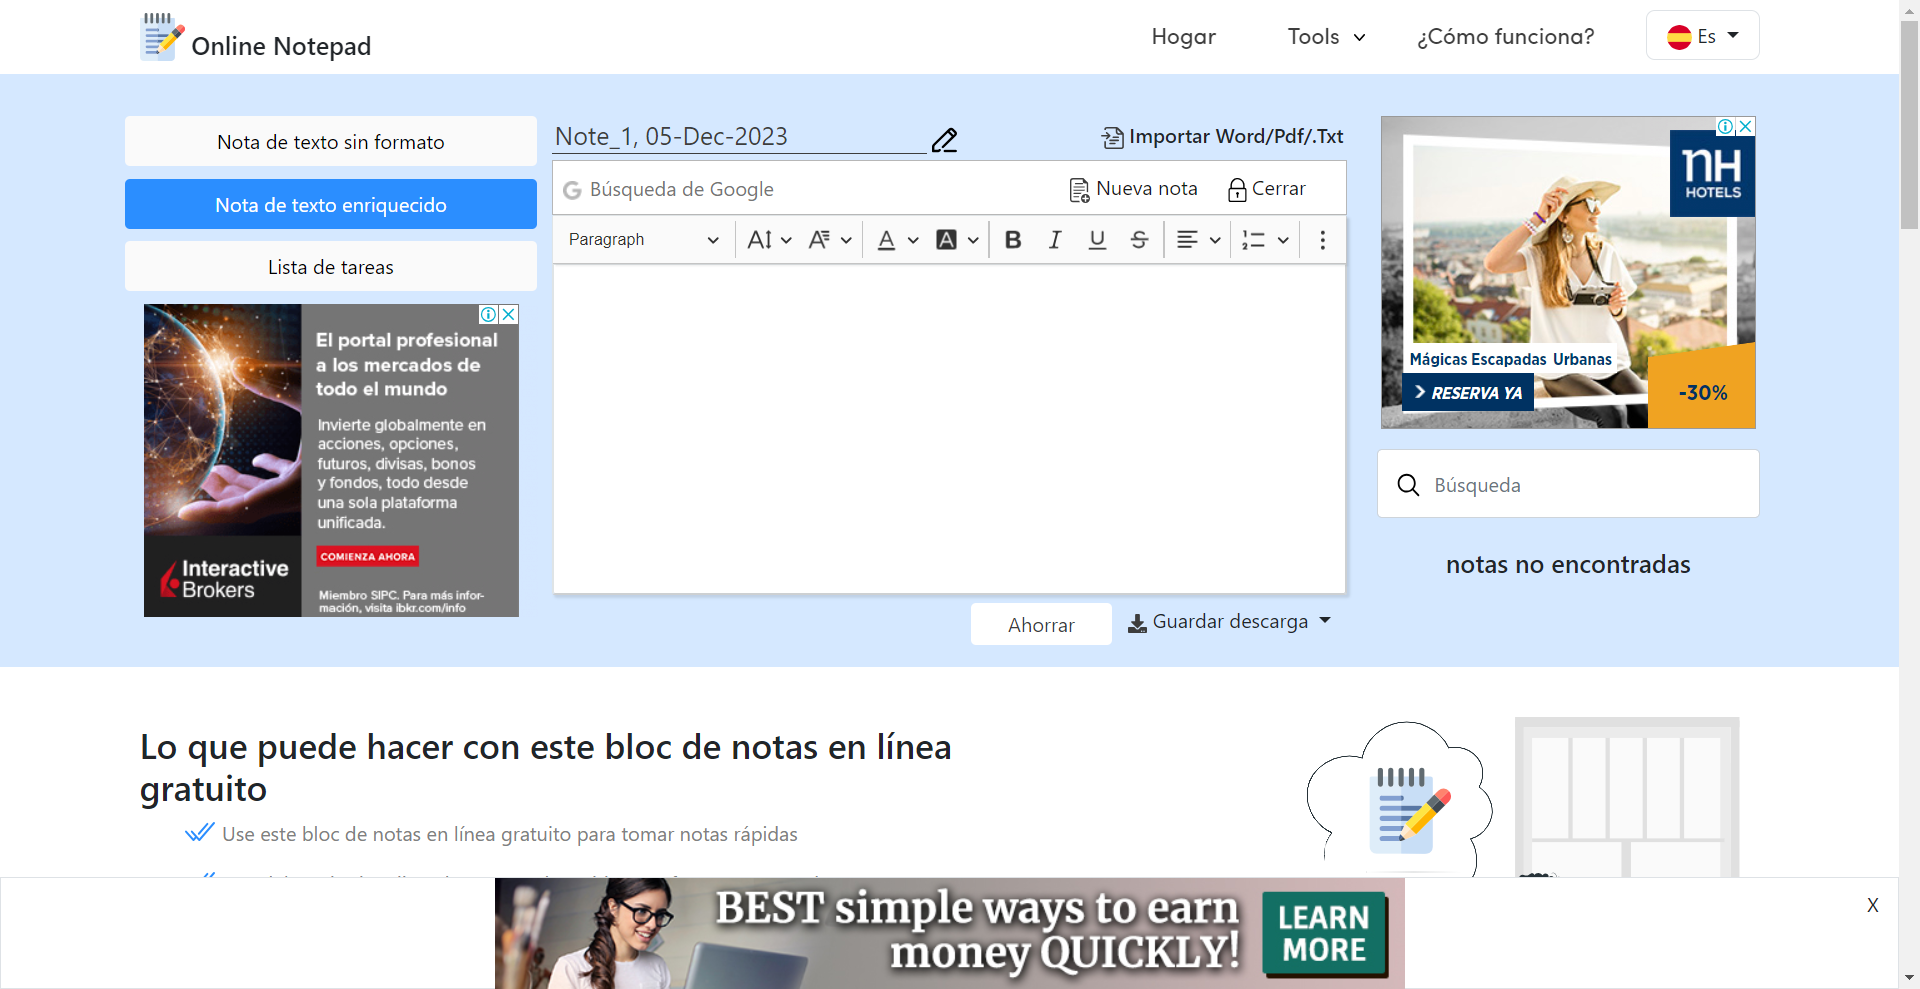 Online Notepad
Hogar
Tools
¿Cómo funciona?
Es
Nota de texto sin formato
Nota de texto enriquecido
Lista de tareas
El portal profesional
a los mercados de
todo el mundo
Invierte globalmente en
acciones, opciones,
futuros, divisas, bonos
y fondos, todo desde
una sola plataforma
unificada.
COMIENZA AHORA
Interactive
Brokers
Miembro SIPC. Para más infor-
mación, visita ibkr.com/info
Note_1, 05-Dec-2023
Importar Word/Pdf/.Txt
Búsqueda de Google
Nueva nota
Cerrar
Paragraph
Ahorrar
Guardar descarga
nH
HOTELS
Mágicas Escapadas Urbanas
RESERVA YA
-30%
Búsqueda
notas no encontradas
Lo que puede hacer con este bloc de notas en línea
gratuito
Use este bloc de notas en línea gratuito para tomar notas rápidas
BEST simple ways to earn
money QUICKLY!
LEARN
MORE
X